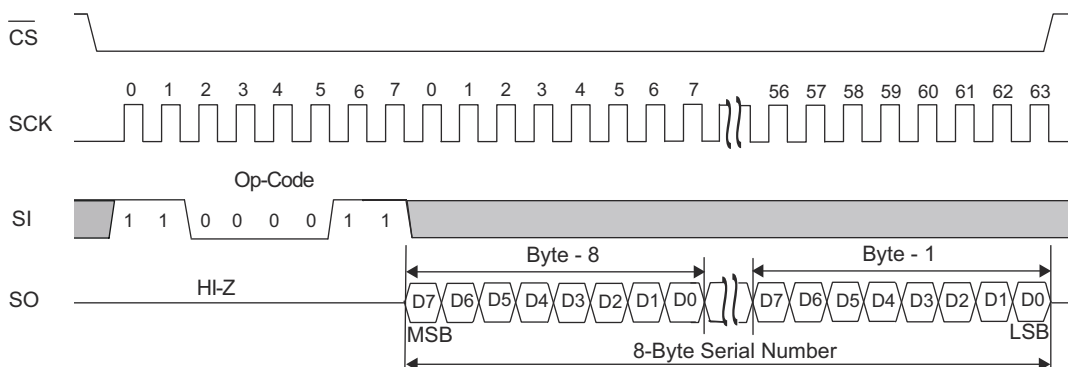 CS
0 1 2 3 4 5 6 7 0 1 2 3 4 5 6 7 56 57 58 59 60 61 62 63
SCK
Op-Code
SI 1 1 0 0 0 0 1 1
Byte - 8 Byte - 1
SO HI-Z D7 D6 D5 D4 D3 D2 D1 D0 D7 D6 D5 D4 D3 D2 D1 D0
MSB LSB
8-Byte Serial Number